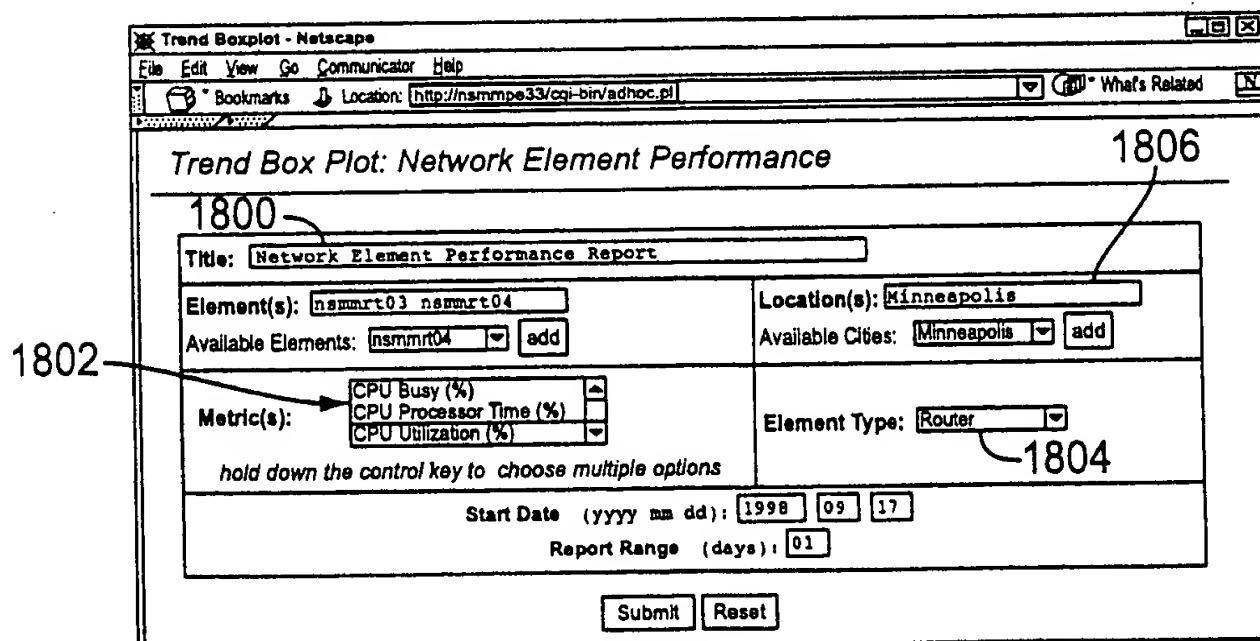 Trend Boxplot - Netscape
File Edit View Go Communicator Help
Bookmarks Location: http://nsmmpe33/cgi-bin/adhoc.pl What's Related N
Trend Box Plot: Network Element Performance
1806
1800
Title: Network Element Performance Report
Element(s): nsmmrt03 nsmmrt04
Location(s): Minneapolis
Available Elements: nsmmrt04 add
Available Cities: Minneapolis add
1802
Metric(s):
CPU Busy (%)
CPU Processor Time (%)
CPU Utilization (%)
Element Type: Router
1804
hold down the control key to choose multiple options
Start Date (yyyy mm dd): 1998 09 17
Report Range (days): 01
Submit Reset